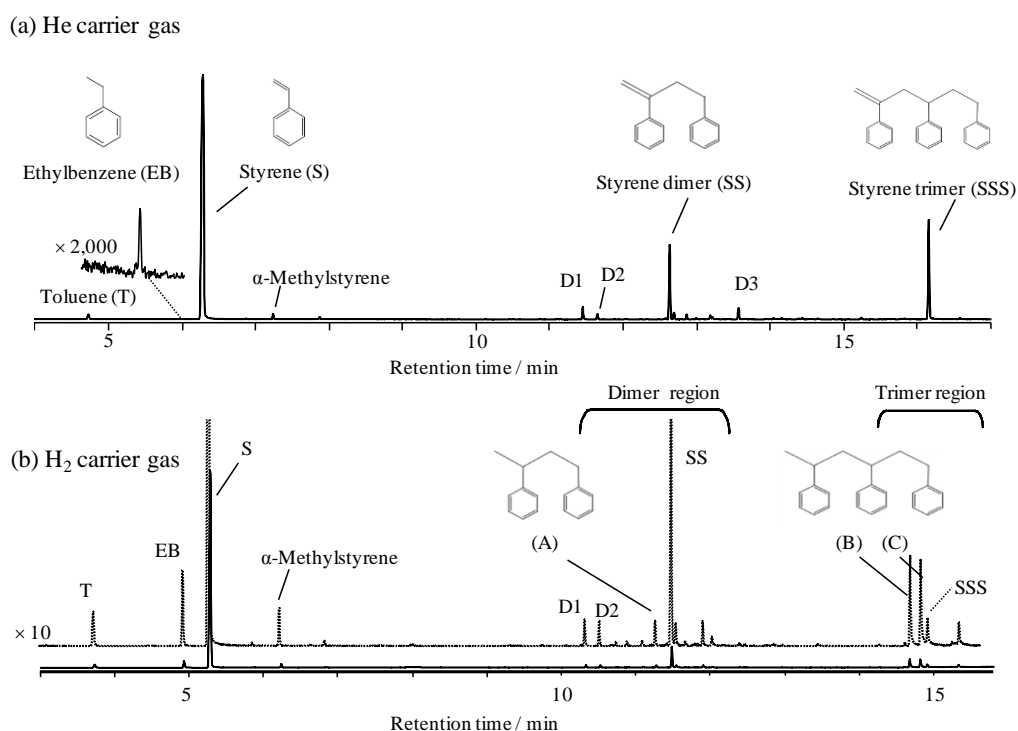 (a) He carrier gas
Ethylbenzene (EB)
Styrene (S)
Styrene dimer (SS)
Styrene trimer (SSS)
× 2,000
Toluene (T)
α-Methylstyrene
D1
D2
D3
5
10
15
Retention time / min
Dimer region
Trimer region
(b) H₂ carrier gas
S
SS
EB
α-Methylstyrene
(A)
(B)
(C)
T
D1
D2
SSS
× 10
5
10
15
Retention time / min